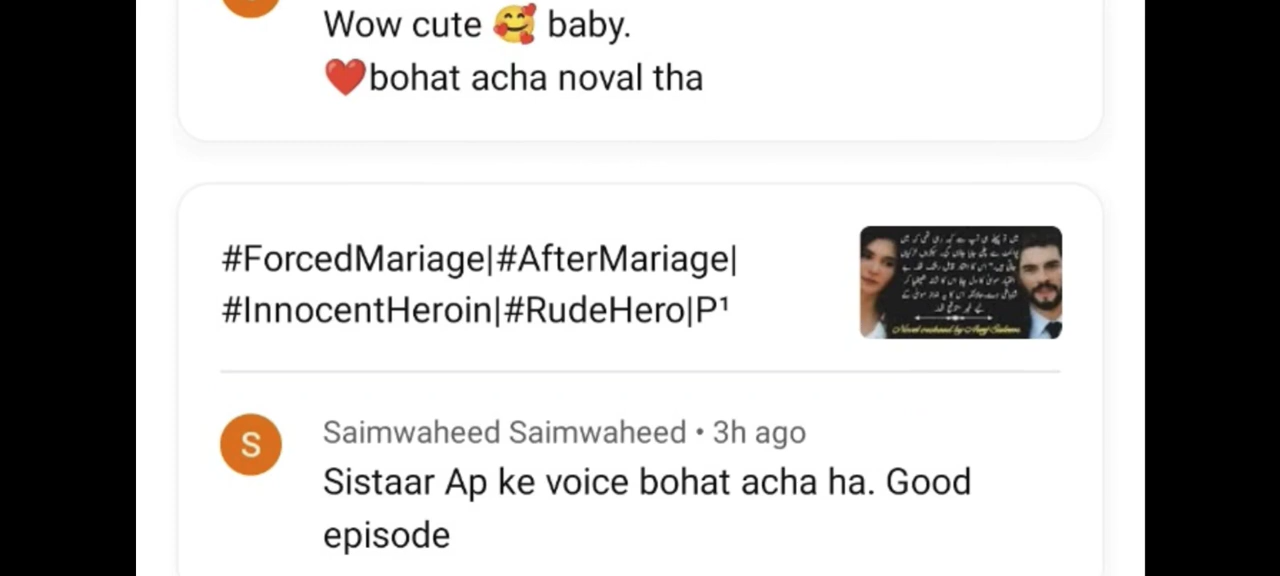 Wow cute 🥰 baby.
❤️bohat acha noval tha
#ForcedMariage|#AfterMariage|
#InnocentHeroin|#RudeHero|P¹
S
Saimwaheed Saimwaheed • 3h ago
Sistaar Ap ke voice bohat acha ha. Good
episode